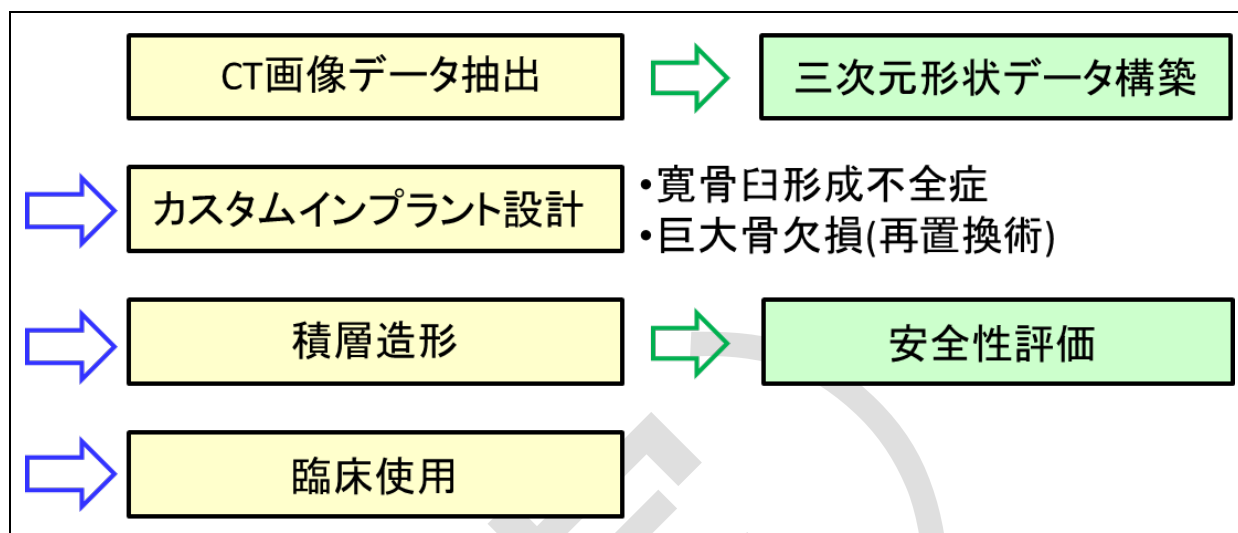 CT画像データ抽出
三次元形状データ構築
カスタムインプラント設計
•寛骨臼形成不全症
•巨大骨欠損(再置換術)
積層造形
安全性評価
臨床使用